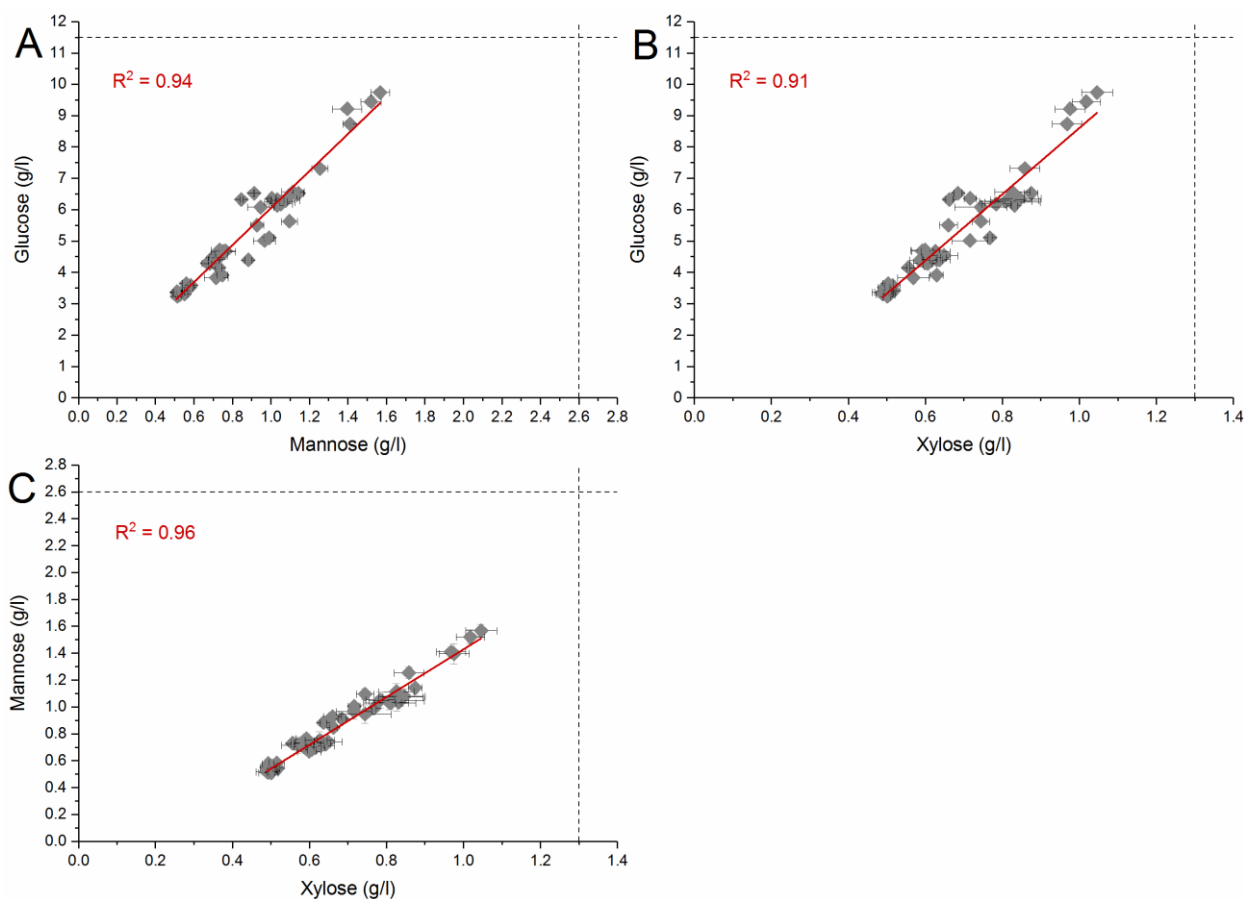 A
R² = 0.94
Glucose (g/l)
12
11
10
9
8
7
6
5
4
3
2
1
0
0.2 0.4 0.6 0.8 1.0 1.2 1.4 1.6 1.8 2.0 2.2 2.4 2.6 2.8
Mannose (g/l)
B
R² = 0.91
Glucose (g/l)
12
11
10
9
8
7
6
5
4
3
2
1
0
0.0 0.2 0.4 0.6 0.8 1.0 1.2 1.4
Xylose (g/l)
C
R² = 0.96
Mannose (g/l)
2.8
2.6
2.4
2.2
2.0
1.8
1.6
1.4
1.2
1.0
0.8
0.6
0.4
0.2
0.0
0.0 0.2 0.4 0.6 0.8 1.0 1.2 1.4
Xylose (g/l)